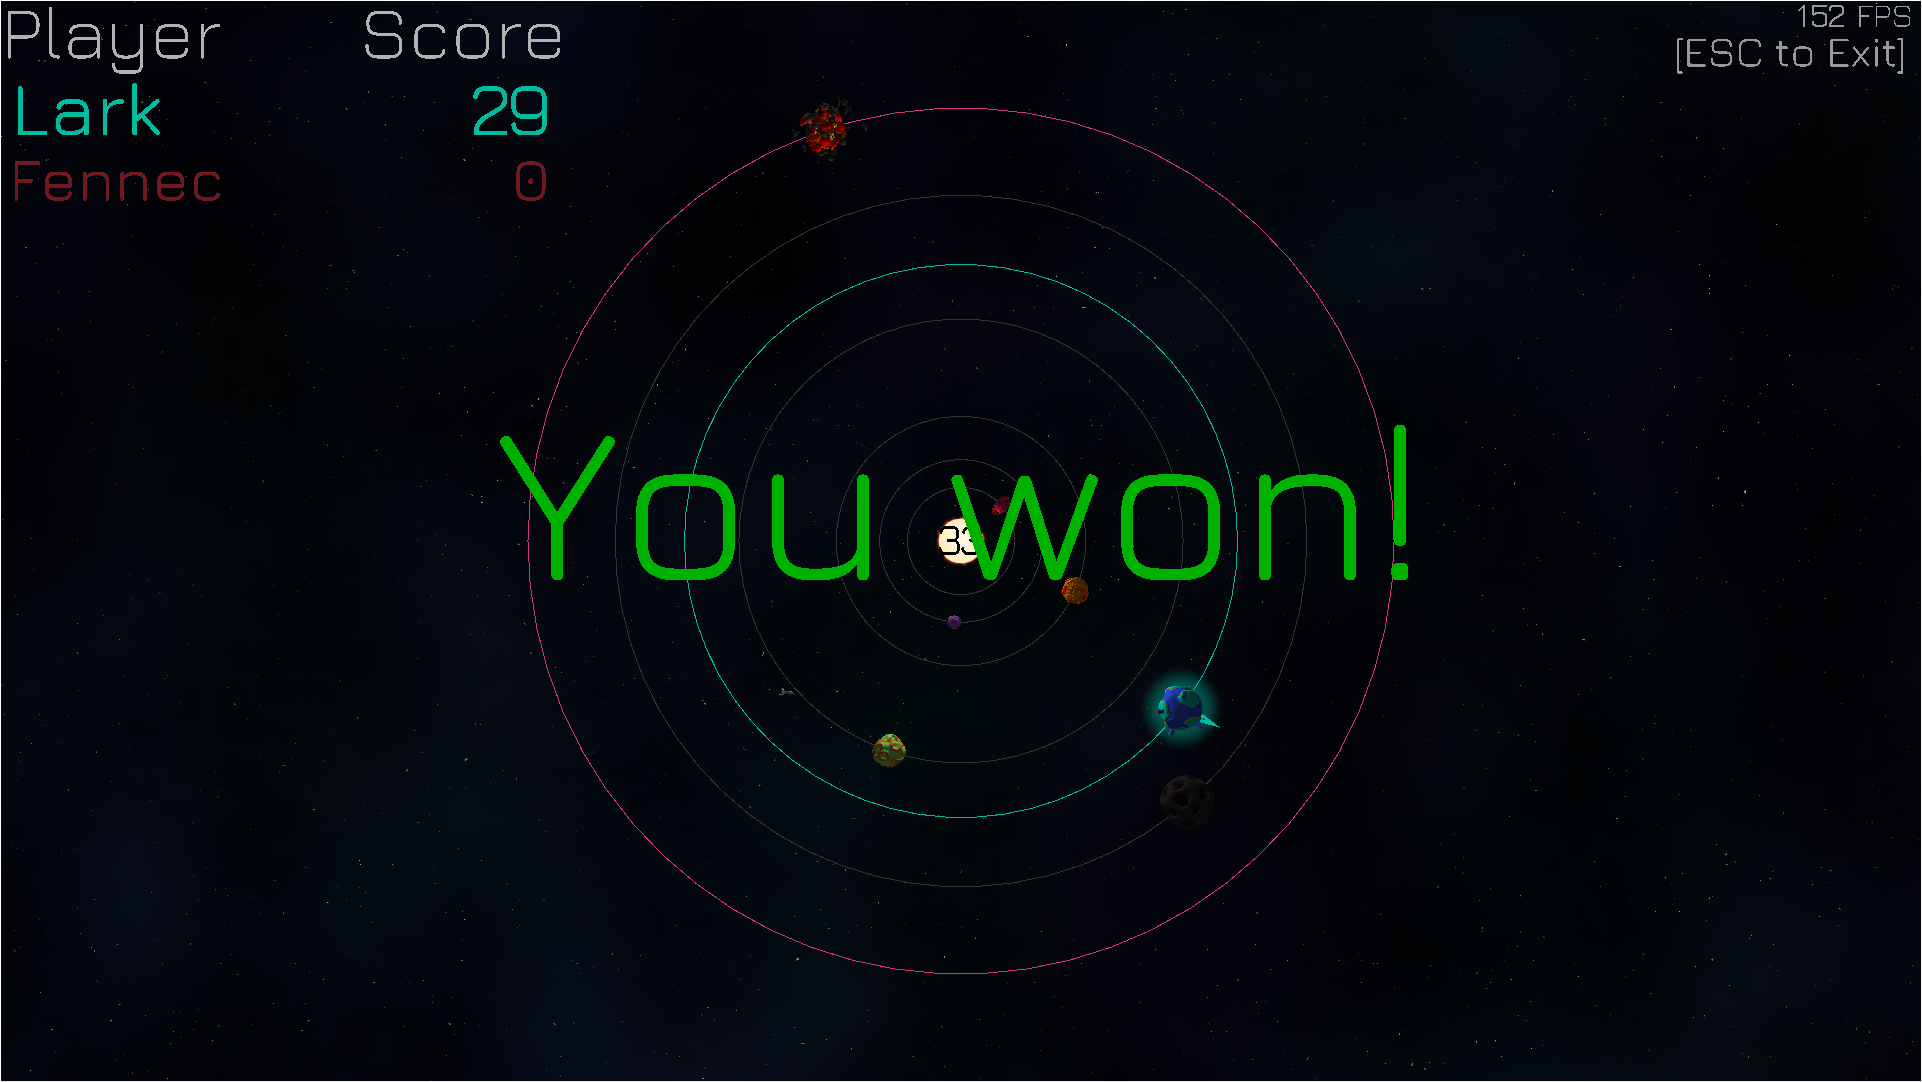 Player Score
Lark 29
Fennec 0
152 FPS
[ESC to Exit]
You won!